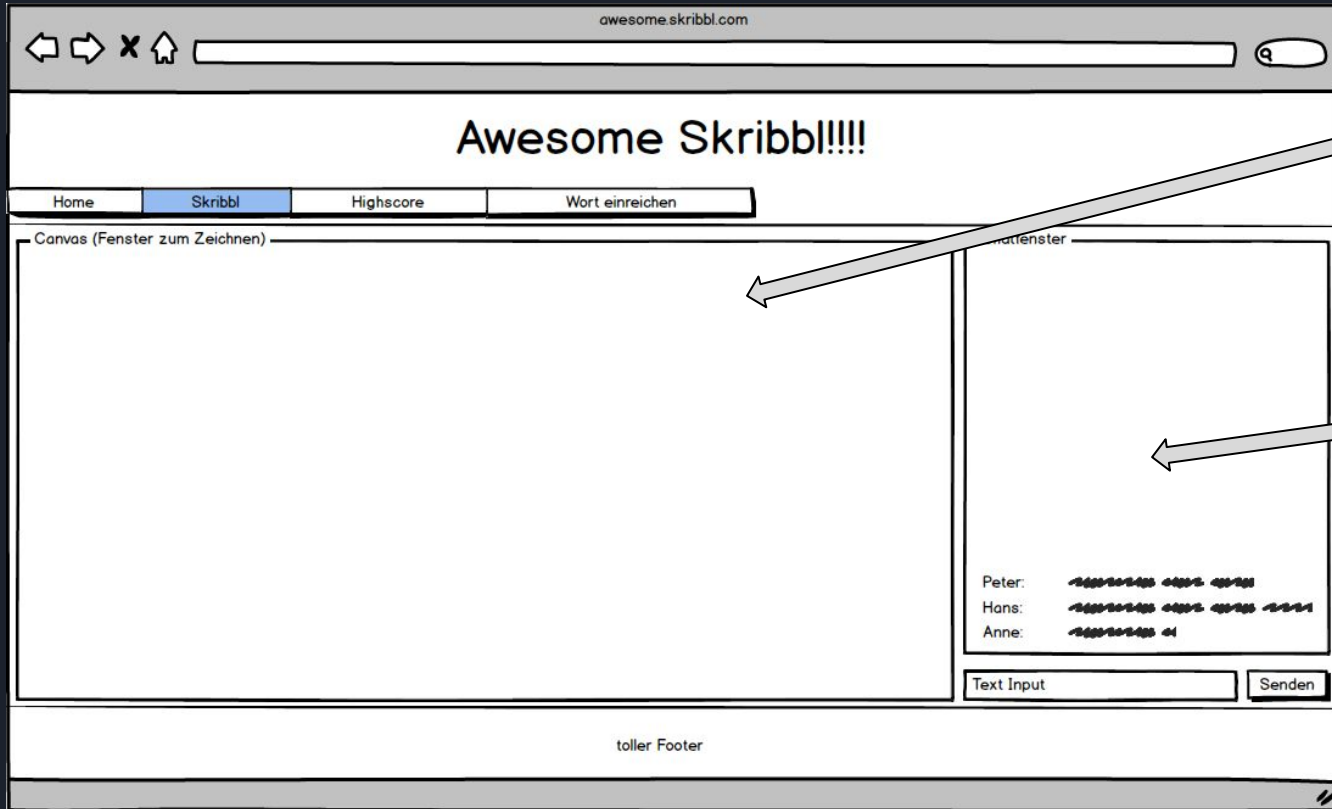 awesome.skribbl.com
Awesome Skribbl!!!!
Home Skribbl Highscore Wort einreichen
Canvas (Fenster zum Zeichnen)
Peter:
Hans:
Anne:
Text Input Senden
toller Footer